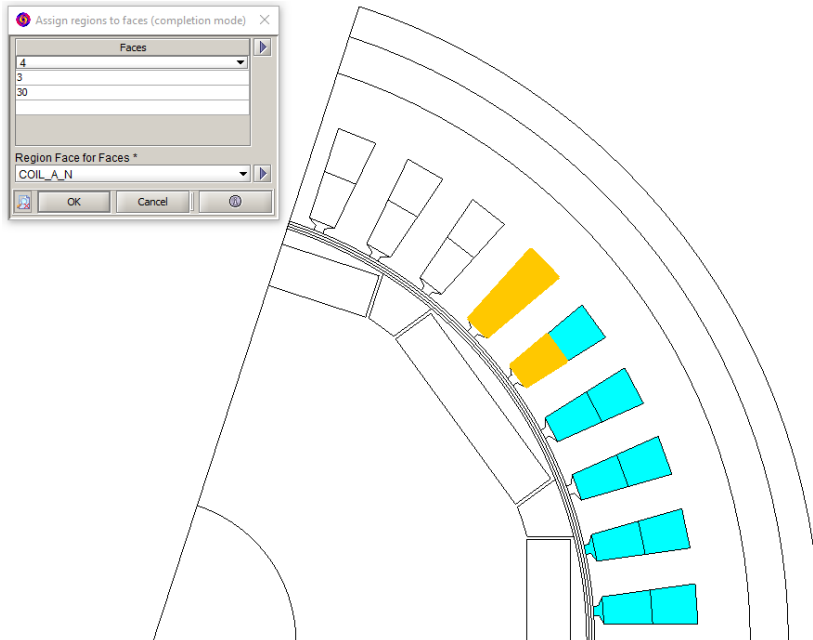 Assign regions to faces (completion mode)
Faces
4
3
30
Region Face for Faces *
COIL_A_N
OK
Cancel